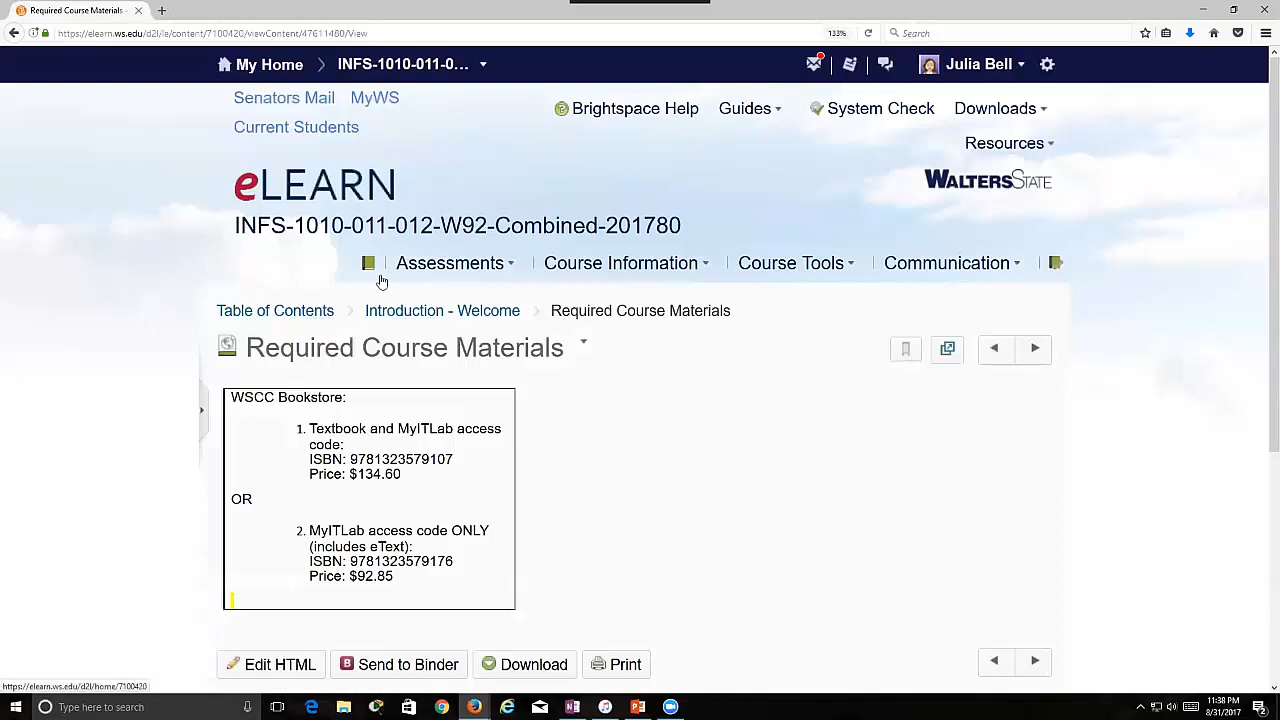 Required Course Materials -
https://elearn.ws.edu/d2l/le/content/7100420/viewContent/47611480/View
133%
Search
My Home
INFS-1010-011-0...
Julia Bell
Senators Mail MyWS
Current Students
Brightspace Help Guides System Check Downloads
Resources
eLEARN
WALTERS STATE
INFS-1010-011-012-W92-Combined-201780
Assessments Course Information Course Tools Communication
Table of Contents Introduction - Welcome Required Course Materials
Required Course Materials
WSCC Bookstore:
1. Textbook and MyITLab access
code:
ISBN: 9781323579107
Price: $134.60
OR
2. MyITLab access code ONLY
(includes eText):
ISBN: 9781323579176
Price: $92.85
Edit HTML Send to Binder Download Print
https://elearn.ws.edu/d2l/home/7100420
Type here to search
11:38 PM
8/31/2017